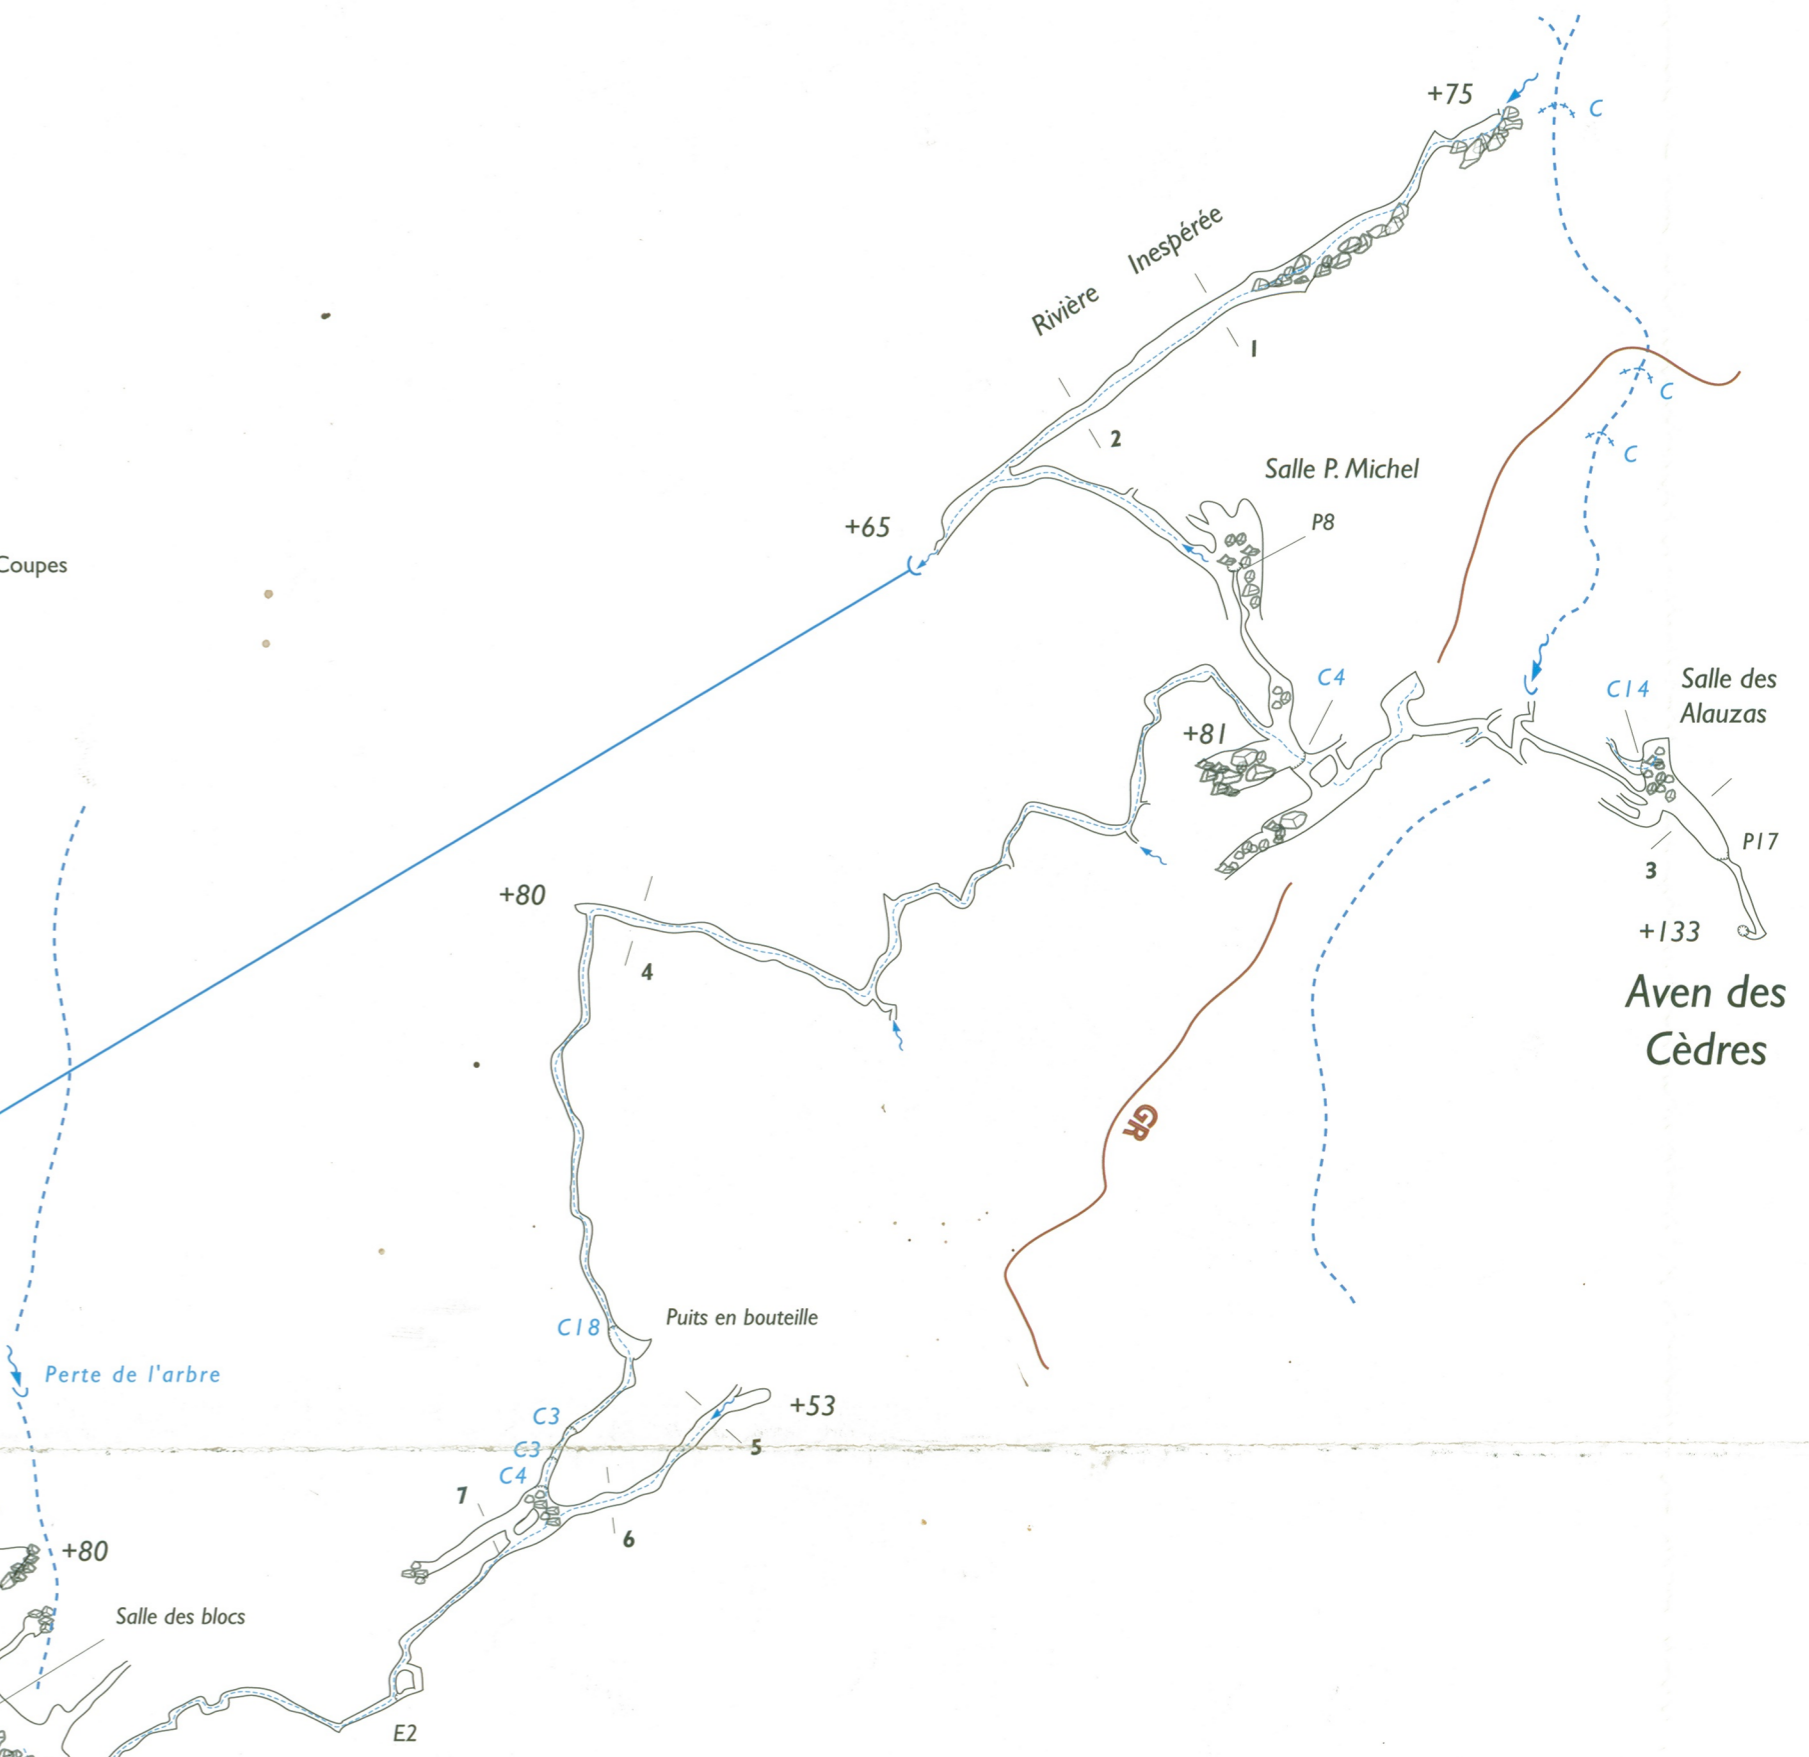 +75
C
Rivière Inespérée
1
C
2
C
Salle P. Michel
P8
+65
Coupes
C4
C14
Salle des
Alauzas
+81
P17
3
+80
4
+133
Aven des
Cèdres
GR
C18
Puits en bouteille
Perte de l'arbre
+53
C3
5
C3
C4
7
6
+80
Salle des blocs
E2